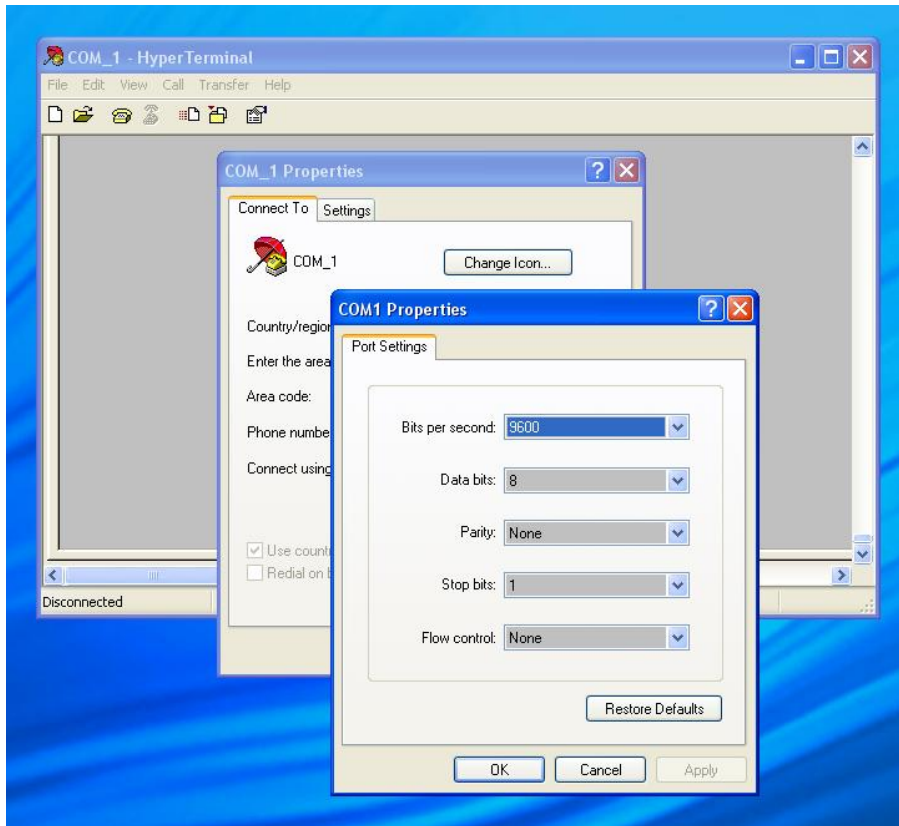 COM_1 - HyperTerminal
File Edit View Call Transfer Help
COM_1 Properties
Connect To Settings
COM_1
Change Icon...
Country/region
Enter the area
Area code:
Phone numbe
Connect using
Use count
Redial on b
Disconnected
COM1 Properties
Port Settings
Bits per second: 9600
Data bits: 8
Parity: None
Stop bits: 1
Flow control: None
Restore Defaults
OK Cancel Apply